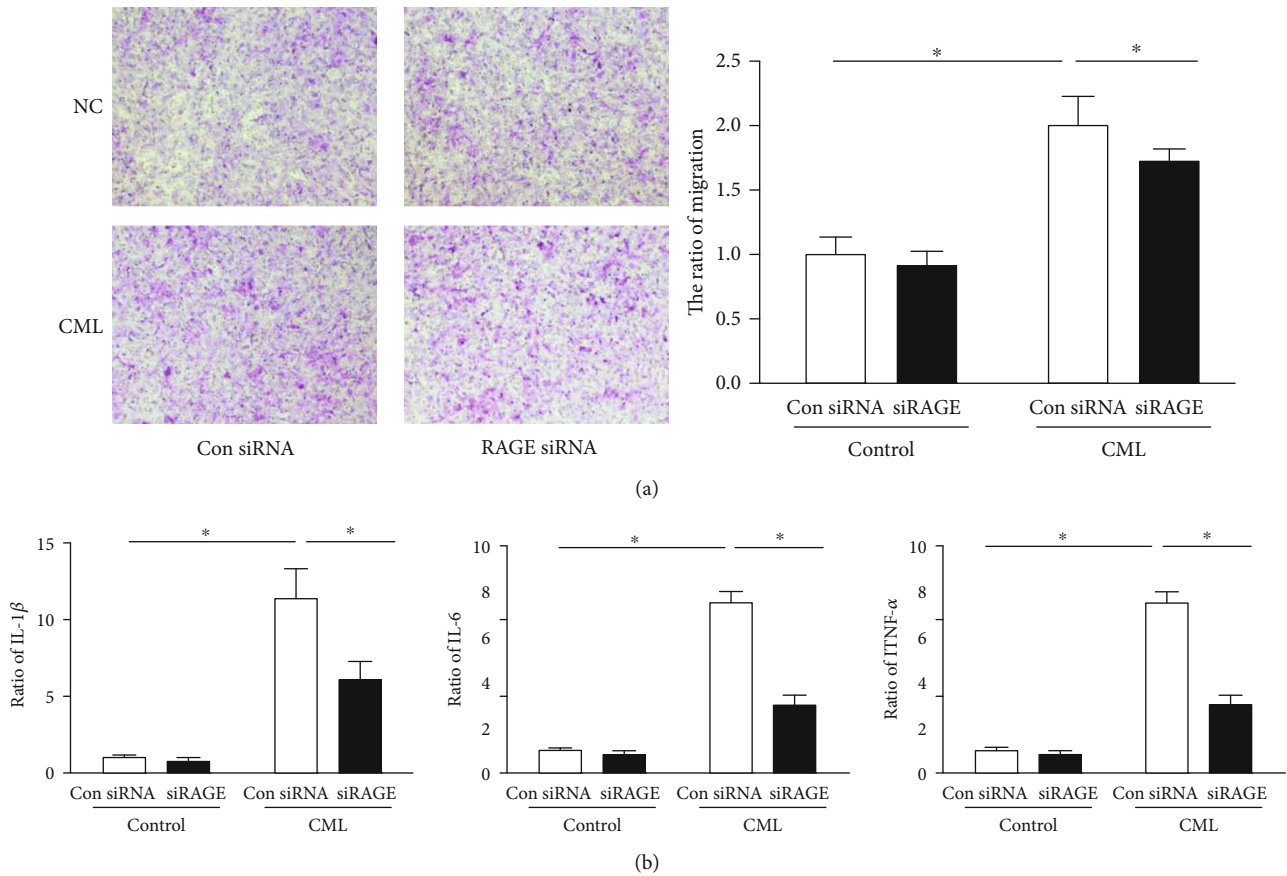 NC
CML
Con siRNA
RAGE siRNA
The ratio of migration
2.5
2.0
1.5
1.0
0.5
0.0
*
*
Con siRNA siRAGE
Con siRNA siRAGE
Control
CML
(a)
Ratio of IL-1β
15
10
5
0
*
*
Con siRNA siRAGE
Con siRNA siRAGE
Control
CML
Ratio of IL-6
10
8
6
4
2
0
*
*
Con siRNA siRAGE
Con siRNA siRAGE
Control
CML
Ratio of ITNF-α
10
8
6
4
2
0
*
*
Con siRNA siRAGE
Con siRNA siRAGE
Control
CML
(b)